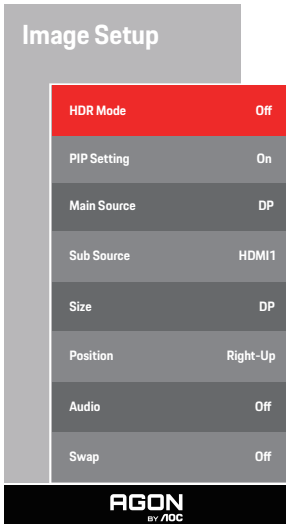 Image Setup
HDR Mode Off
PIP Setting On
Main Source DP
Sub Source HDMI1
Size DP
Position Right-Up
Audio Off
Swap Off
AGON
BY AOC